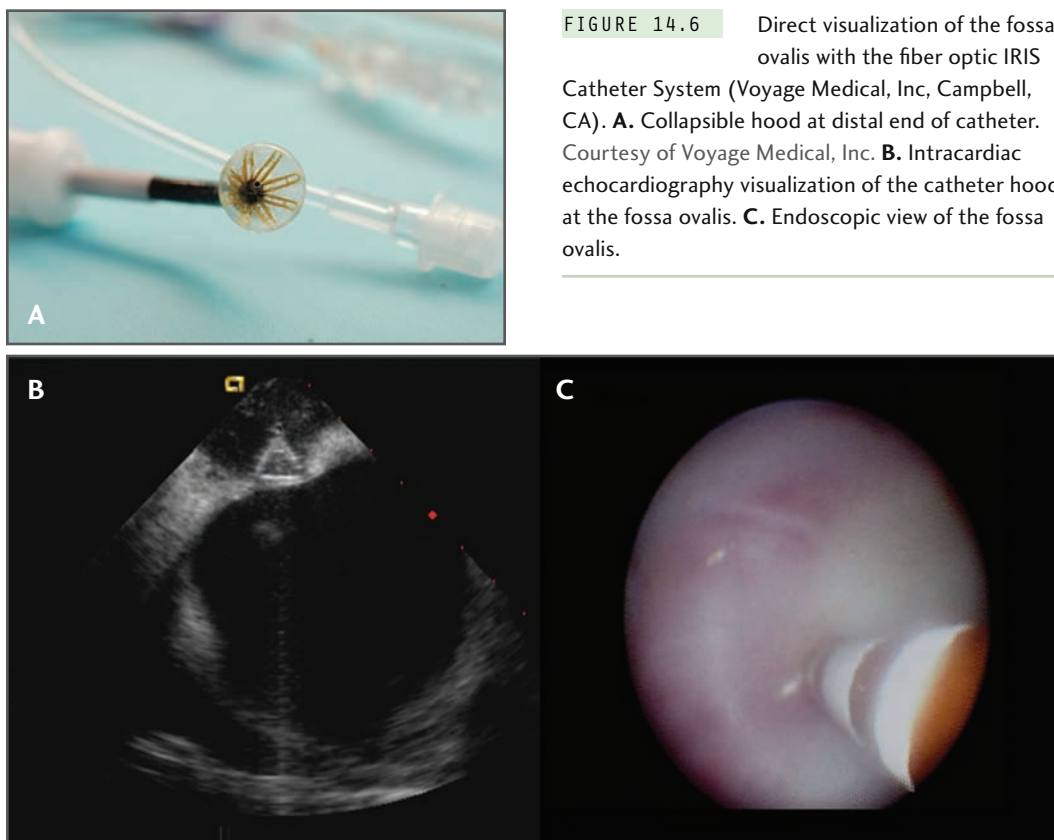 FIGURE 14.6 Direct visualization of the fossa
ovalis with the fiber optic IRIS
Catheter System (Voyage Medical, Inc, Campbell,
CA). A. Collapsible hood at distal end of catheter.
Courtesy of Voyage Medical, Inc. B. Intracardiac
echocardiography visualization of the catheter hood
at the fossa ovalis. C. Endoscopic view of the fossa
ovalis.
A
B
C